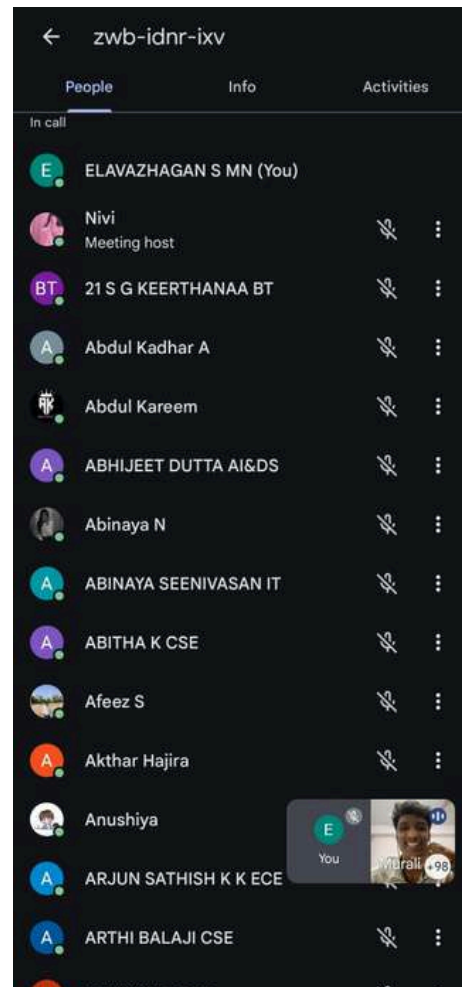 zwb-idnr-ixv
People Info Activities
In call
E ELAVAZHAGAN S MN (You)
Nivi
Meeting host
BT 21 S G KEERTHANAA BT
A Abdul Kadhar A
AK Abdul Kareem
A ABHIJEET DUTTA AI&DS
Abinaya N
A ABINAYA SEENIVASAN IT
A ABITHA K CSE
Afeez S
A Akthar Hajira
Anushiya
E
You Murali +98
A ARJUN SATHISH K K ECE
A ARTHI BALAJI CSE